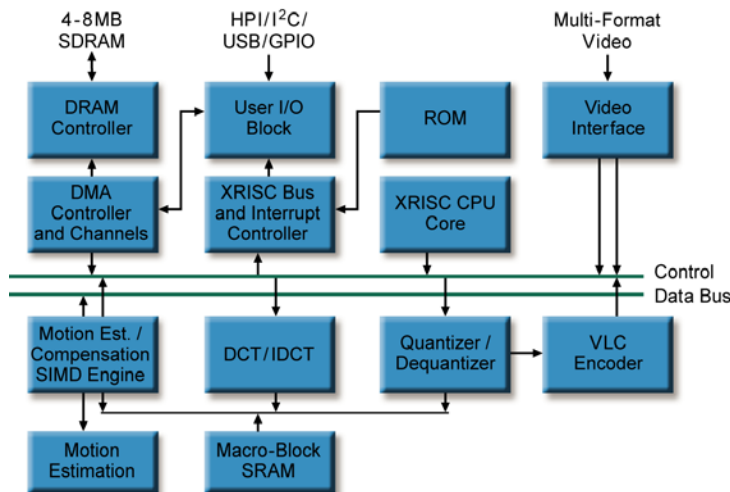 4-8MB
SDRAM
HPI/I²C/
USB/GPIO
Multi-Format
Video
DRAM
Controller
User I/O
Block
ROM
Video
Interface
DMA
Controller
and Channels
XRISC Bus
and Interrupt
Controller
XRISC CPU
Core
Control
Data Bus
Motion Est. /
Compensation
SIMD Engine
DCT/IDCT
Quantizer /
Dequantizer
VLC
Encoder
Motion
Estimation
Macro-Block
SRAM